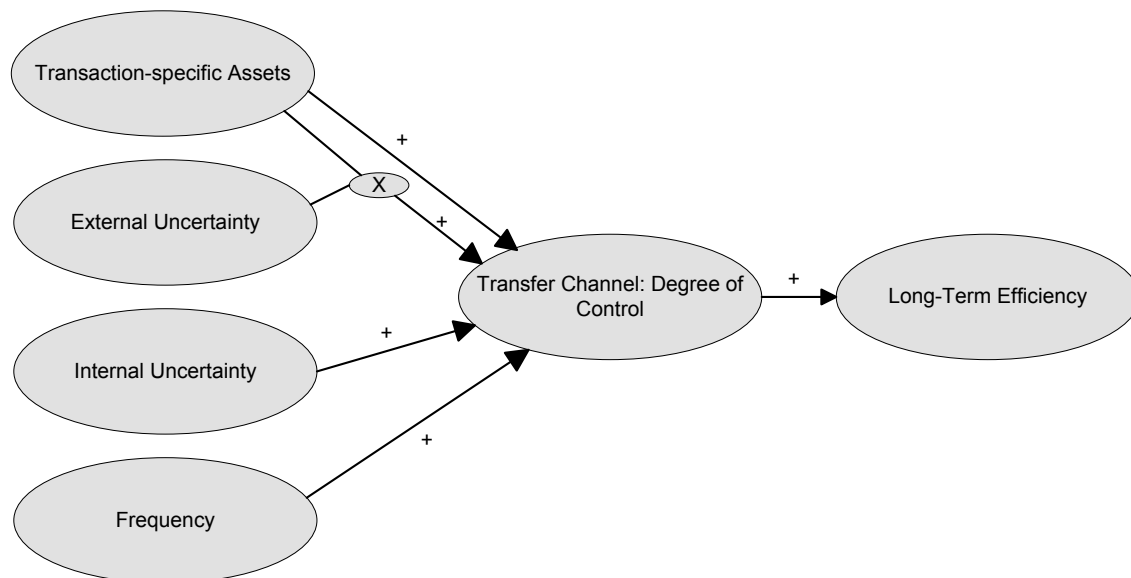 Transaction-specific Assets
+
X
External Uncertainty
+
Transfer Channel: Degree of
Control
+
Long-Term Efficiency
+
Internal Uncertainty
+
Frequency